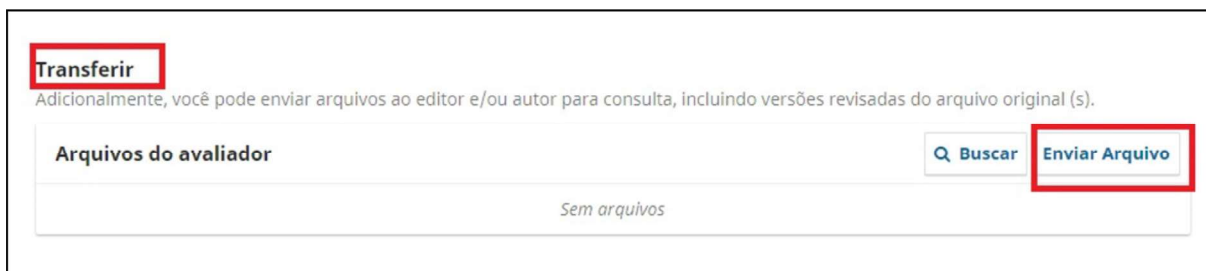 Transferir
Adicionalmente, você pode enviar arquivos ao editor e/ou autor para consulta, incluindo versões revisadas do arquivo original (s).
Arquivos do avaliador
Buscar
Enviar Arquivo
Sem arquivos